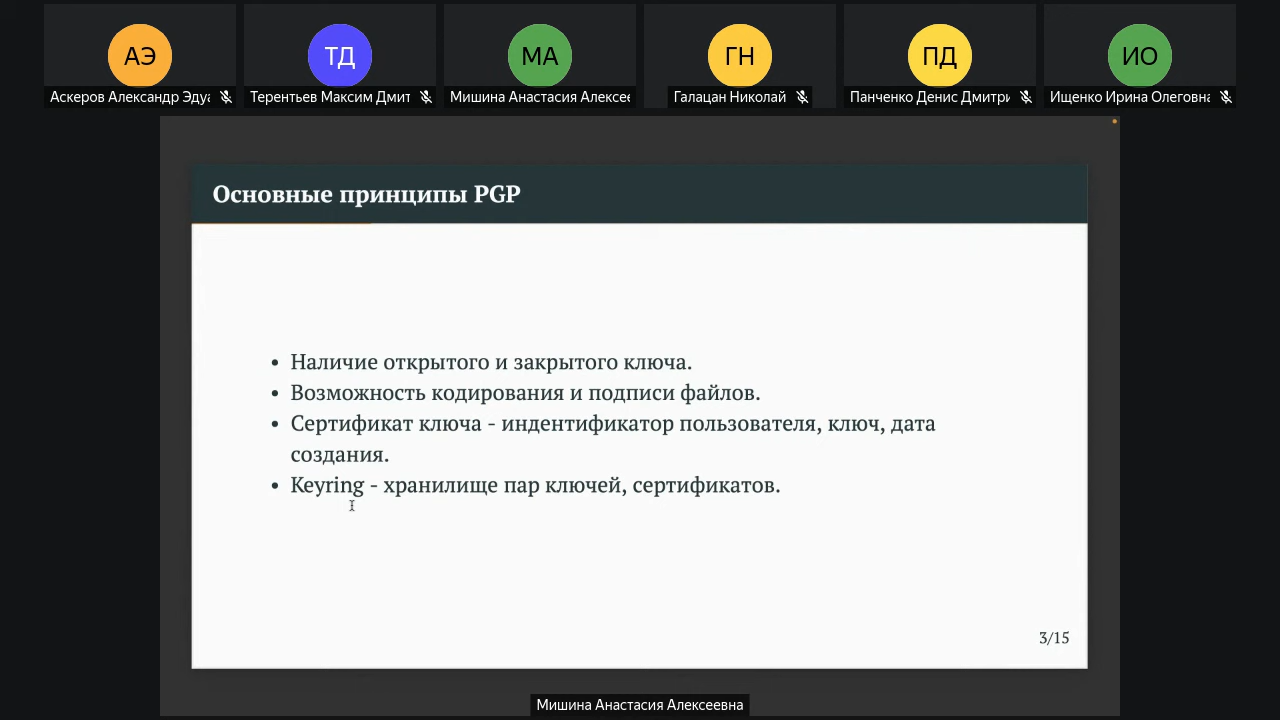 АЭ
ТД
МА
ГН
ПД
ИО
Аскеров Александр Эдуа
Терентьев Максим Дмит
Мишина Анастасия Алексее
Галацан Николай
Панченко Денис Дмитри
Ищенко Ирина Олеговна
Основные принципы PGP
• Наличие открытого и закрытого ключа.
• Возможность кодирования и подписи файлов.
• Сертификат ключа - индентификатор пользователя, ключ, дата
создания.
• Keyring - хранилище пар ключей, сертификатов.
3/15
Мишина Анастасия Алексеевна